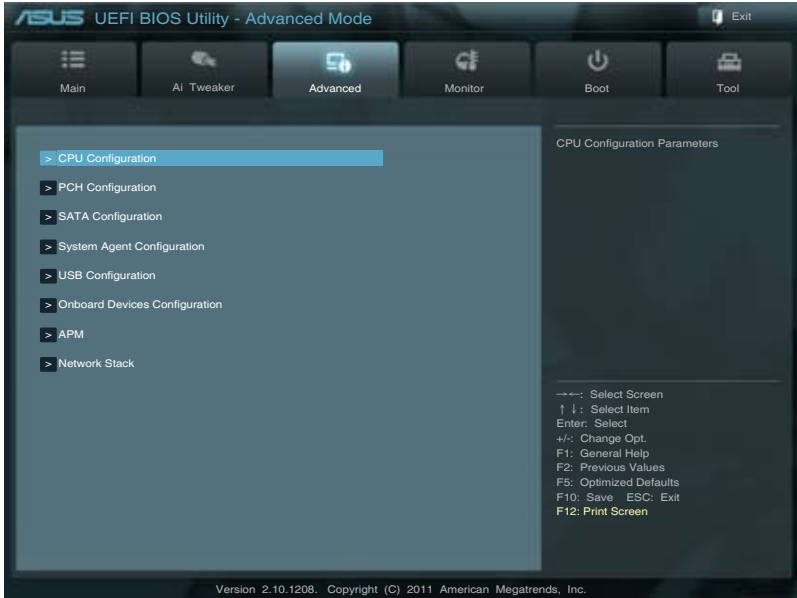 ASUS UEFI BIOS Utility - Advanced Mode
Exit
Main
Ai Tweaker
Advanced
Monitor
Boot
Tool
> CPU Configuration
> PCH Configuration
> SATA Configuration
> System Agent Configuration
> USB Configuration
> Onboard Devices Configuration
> APM
> Network Stack
CPU Configuration Parameters
→←: Select Screen
↑↓: Select Item
Enter: Select
+/-: Change Opt.
F1: General Help
F2: Previous Values
F5: Optimized Defaults
F10: Save ESC: Exit
F12: Print Screen
Version 2.10.1208. Copyright (C) 2011 American Megatrends, Inc.